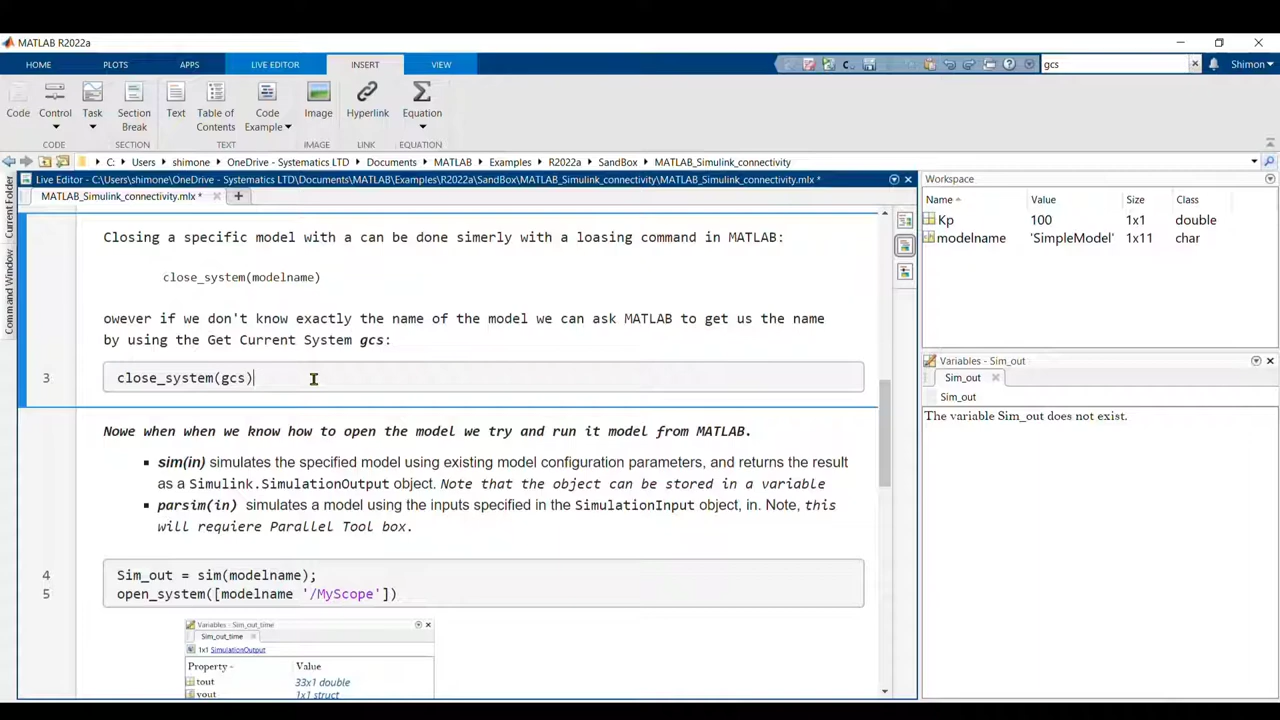 MATLAB R2022a
HOME PLOTS APPS LIVE EDITOR INSERT VIEW
gcs
Shimon
Code Control Task Section Break Text Table of Contents Code Example Image Hyperlink Equation
CODE SECTION TEXT IMAGE LINK EQUATION
C: Users shimone OneDrive - Systematics LTD Documents MATLAB Examples R2022a SandBox MATLAB_Simulink_connectivity
Current Folder
Command Window
Live Editor - C:\Users\shimone\OneDrive - Systematics LTD\Documents\MATLAB\Examples\R2022a\SandBox\MATLAB_Simulink_connectivity\MATLAB_Simulink_connectivity.mlx *
MATLAB_Simulink_connectivity.mlx *
Closing a specific model with a can be done simerly with a loasing command in MATLAB:
close_system(modelname)
owever if we don't know exactly the name of the model we can ask MATLAB to get us the name
by using the Get Current System gcs:
3 close_system(gcs)
Nowe when when we know how to open the model we try and run it model from MATLAB.
▪ sim(in) simulates the specified model using existing model configuration parameters, and returns the result
as a Simulink.SimulationOutput object. Note that the object can be stored in a variable
▪ parsim(in) simulates a model using the inputs specified in the SimulationInput object, in. Note, this
will requiere Parallel Tool box.
4 Sim_out = sim(modelname);
5 open_system([modelname '/MyScope'])
Variables - Sim_out_time
Sim_out_time
1x1 SimulationOutput
Property Value
tout 33x1 double
yout 1x1 struct
Workspace
Name Value Size Class
Kp 100 1x1 double
modelname 'SimpleModel' 1x11 char
Variables - Sim_out
Sim_out
Sim_out
The variable Sim_out does not exist.